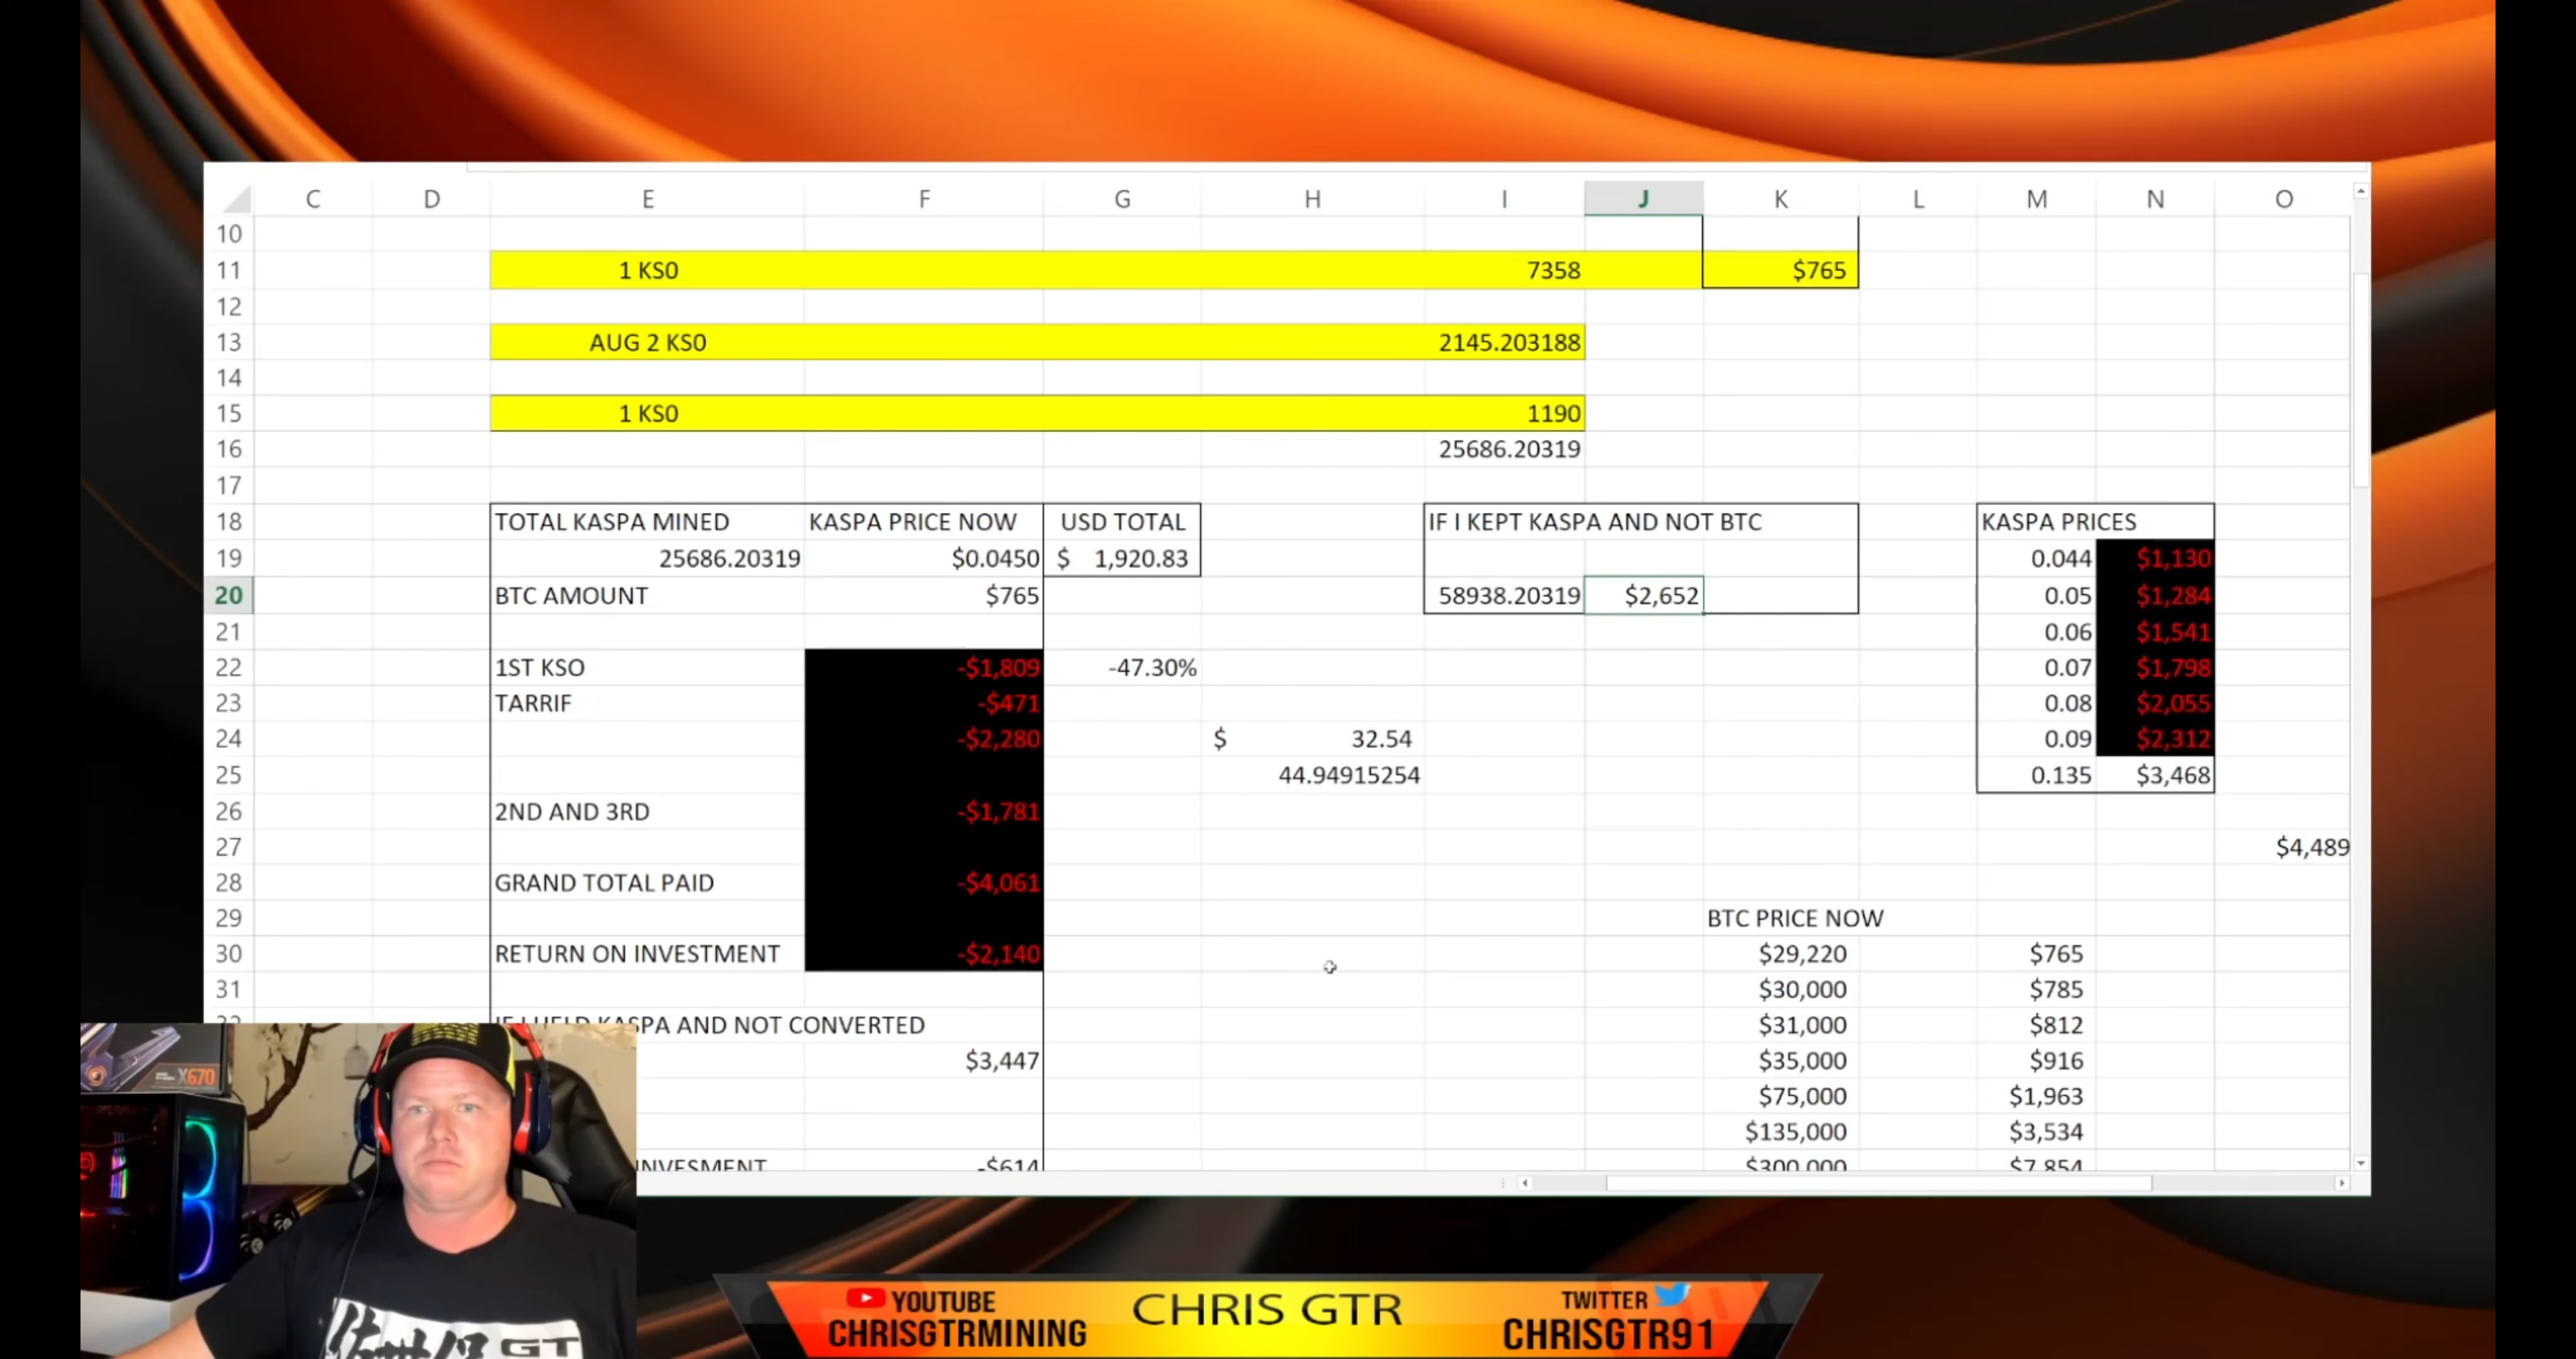 C D E F G H I J K L M N O
10
11 1 KS0 7358 $765
12
13 AUG 2 KS0 2145.203188
14
15 1 KS0 1190
16 25686.20319
17
18 TOTAL KASPA MINED KASPA PRICE NOW USD TOTAL IF I KEPT KASPA AND NOT BTC KASPA PRICES
19 25686.20319 $0.0450 $ 1,920.83 0.044 $1,130
20 BTC AMOUNT $765 58938.20319 $2,652 0.05 $1,284
21 0.06 $1,541
22 1ST KSO -$1,809 -47.30% 0.07 $1,798
23 TARRIF -$471 0.08 $2,055
24 -$2,280 $ 32.54 0.09 $2,312
25 44.94915254 0.135 $3,468
26 2ND AND 3RD -$1,781
27 $4,489
28 GRAND TOTAL PAID -$4,061
29 BTC PRICE NOW
30 RETURN ON INVESTMENT -$2,140 $29,220 $765
31 $30,000 $785
KASPA AND NOT CONVERTED $31,000 $812
$3,447 $35,000 $916
$75,000 $1,963
$135,000 $3,534
INVESMENT -$614 $300,000 $7,854
X670
GT
YOUTUBE
CHRISGTRMINING
CHRIS GTR
TWITTER
CHRISGTR91